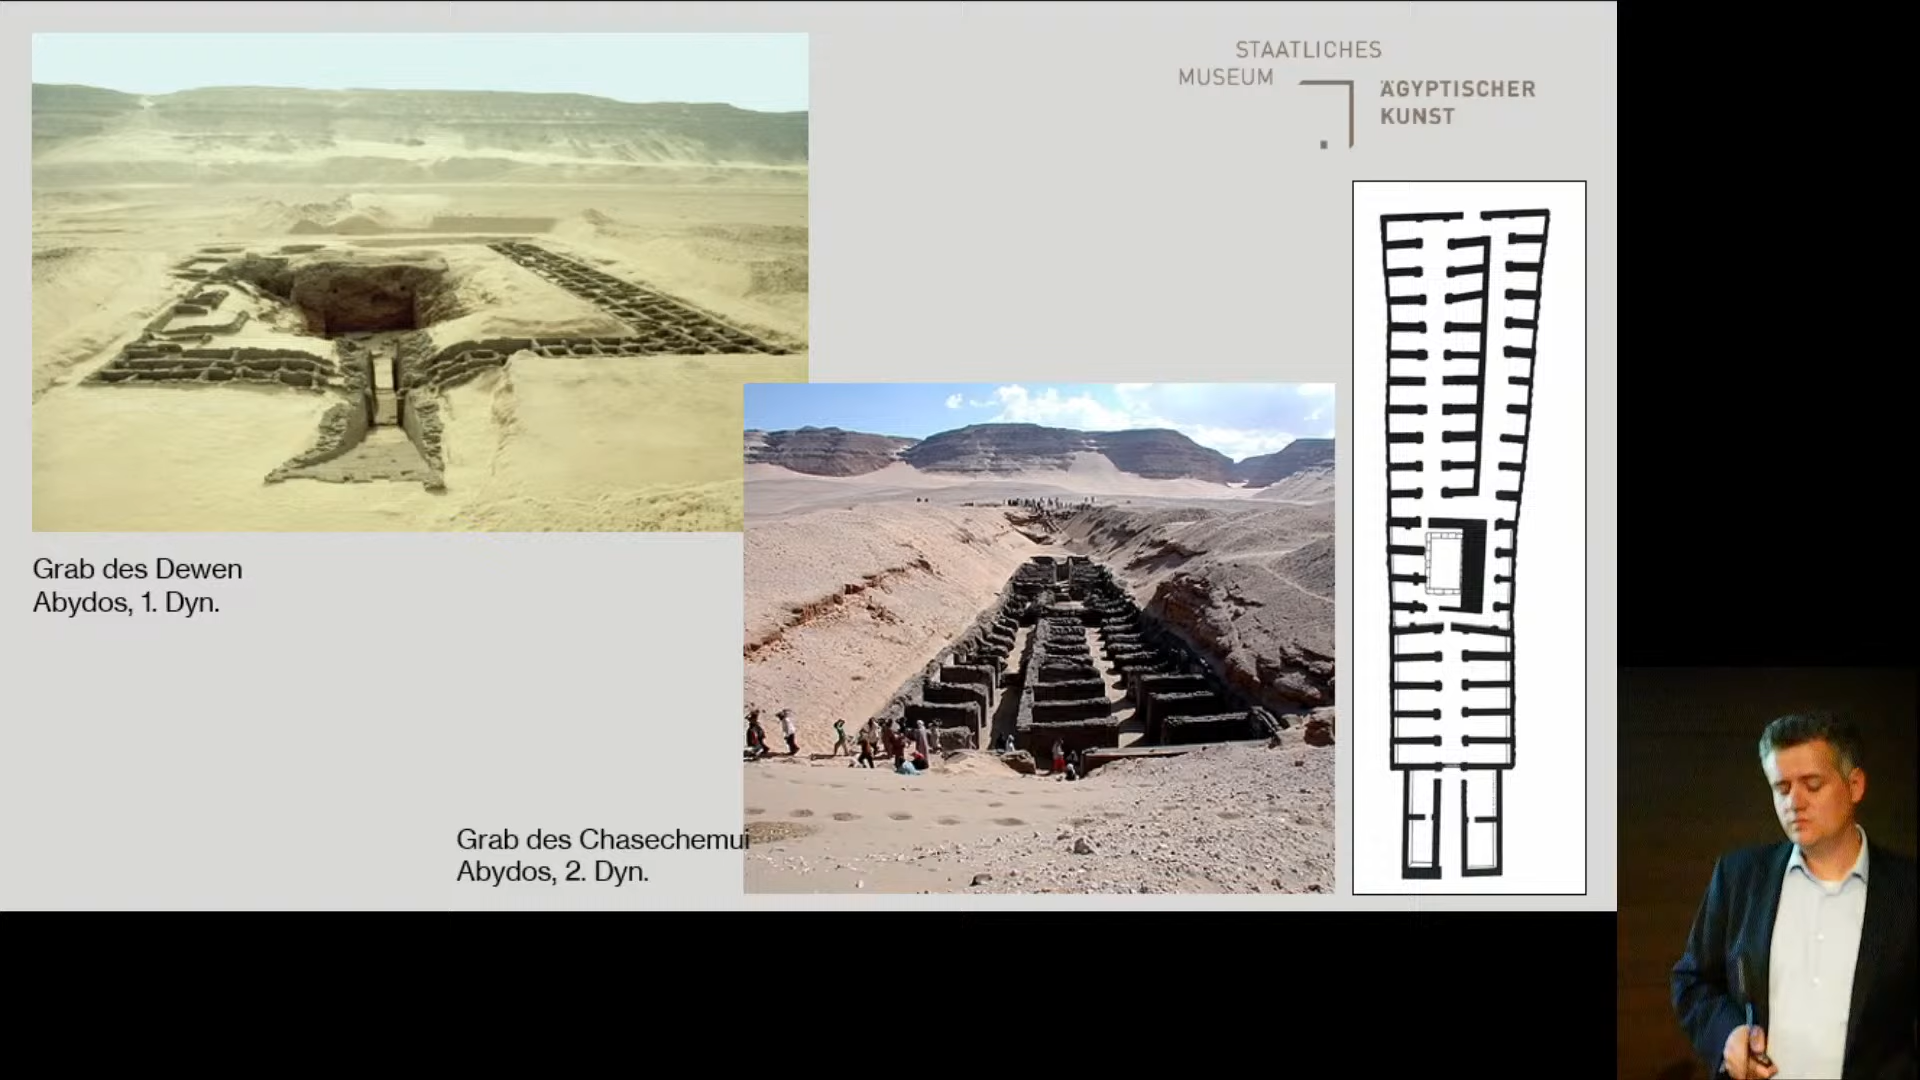 STAATLICHES
MUSEUM
ÄGYPTISCHER
KUNST
Grab des Dewen
Abydos, 1. Dyn.
Grab des Chasechemui
Abydos, 2. Dyn.